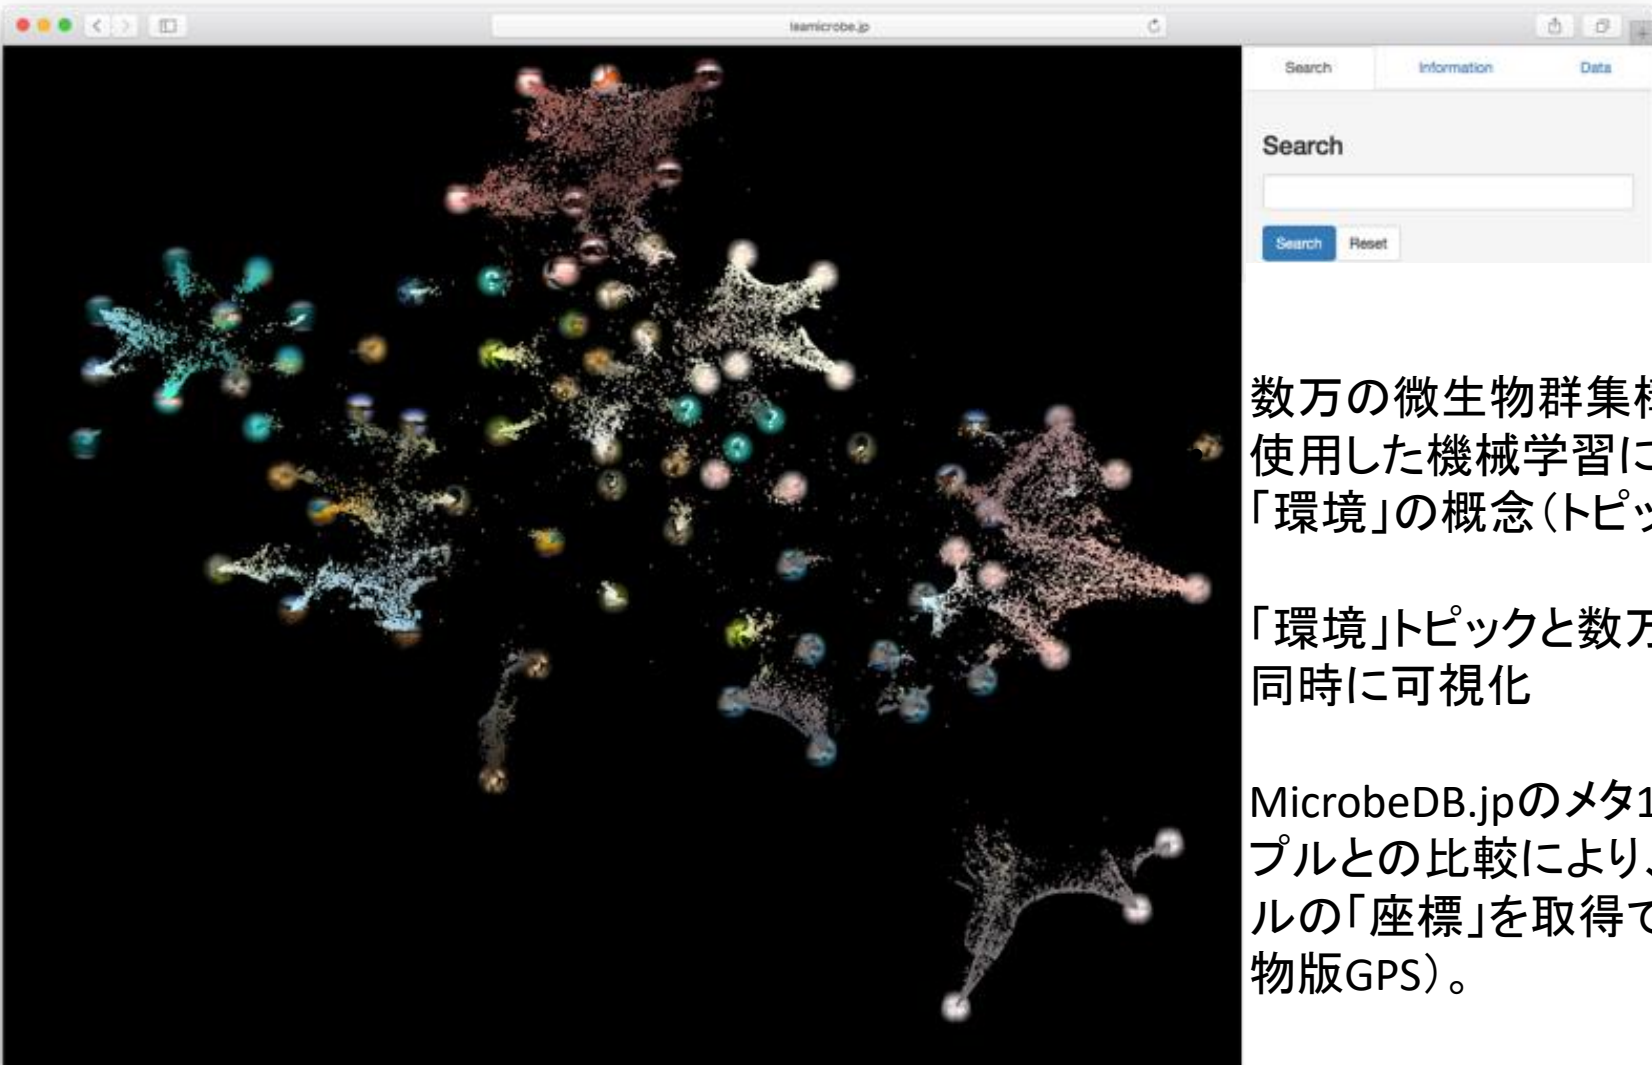 leamicrobe.jp
Search
Information
Data
Search
Search
Reset
?
?
?
数万の微生物群集
使用した機械学習に
「環境」の概念（トピッ
「環境」トピックと数万
同時に可視化
MicrobeDB.jpのメタ1
プルとの比較により、
ルの「座標」を取得で
物版GPS）。